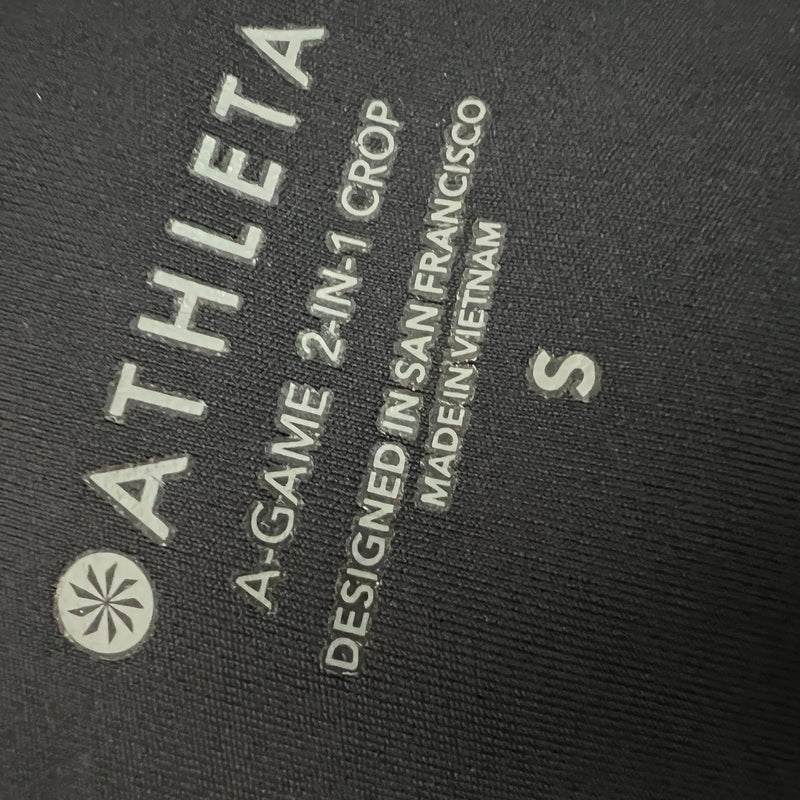 ATHLETA
A-GAME 2-IN-1 CROP
DESIGNED IN SAN FRANCISCO
MADE IN VIETNAM
S